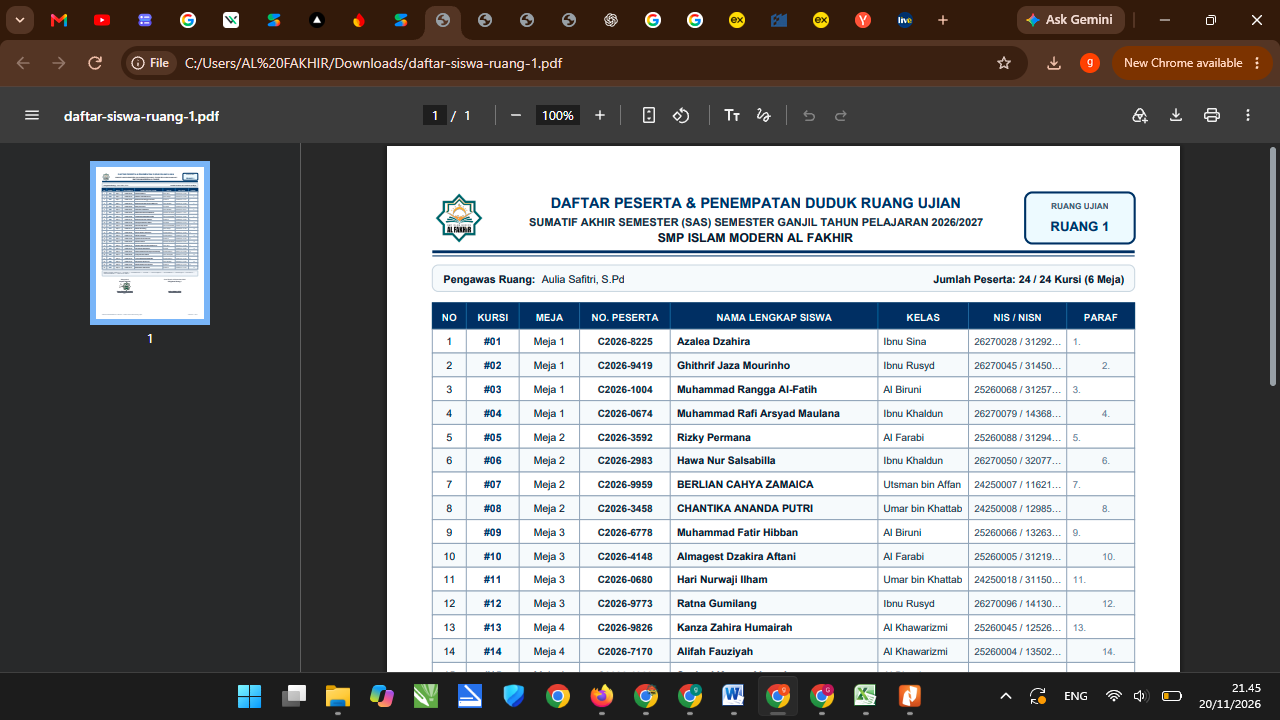 Ask Gemini
File
C:/Users/AL%20FAKHIR/Downloads/daftar-siswa-ruang-1.pdf
New Chrome available
daftar-siswa-ruang-1.pdf
1 / 1
100%
1
AL FAKHIR
DAFTAR PESERTA & PENEMPATAN DUDUK RUANG UJIAN
SUMATIF AKHIR SEMESTER (SAS) SEMESTER GANJIL TAHUN PELAJARAN 2026/2027
SMP ISLAM MODERN AL FAKHIR
RUANG UJIAN
RUANG 1
Pengawas Ruang: Aulia Safitri, S.Pd
Jumlah Peserta: 24 / 24 Kursi (6 Meja)
NO KURSI MEJA NO. PESERTA NAMA LENGKAP SISWA KELAS NIS / NISN PARAF
1 #01 Meja 1 C2026-8225 Azalea Dzahira Ibnu Sina 26270028 / 31292... 1.
2 #02 Meja 1 C2026-9419 Ghithrif Jaza Mourinho Ibnu Rusyd 26270045 / 31450... 2.
3 #03 Meja 1 C2026-1004 Muhammad Rangga Al-Fatih Al Biruni 25260068 / 31257... 3.
4 #04 Meja 1 C2026-0674 Muhammad Rafi Arsyad Maulana Ibnu Khaldun 26270079 / 14368... 4.
5 #05 Meja 2 C2026-3592 Rizky Permana Al Farabi 25260088 / 31294... 5.
6 #06 Meja 2 C2026-2983 Hawa Nur Salsabilla Ibnu Khaldun 26270050 / 32077... 6.
7 #07 Meja 2 C2026-9959 BERLIAN CAHYA ZAMAICA Utsman bin Affan 24250007 / 11621... 7.
8 #08 Meja 2 C2026-3458 CHANTIKA ANANDA PUTRI Umar bin Khattab 24250008 / 12985... 8.
9 #09 Meja 3 C2026-6778 Muhammad Fatir Hibban Al Biruni 25260066 / 13263... 9.
10 #10 Meja 3 C2026-4148 Almagest Dzakira Aftani Al Farabi 25260005 / 31219... 10.
11 #11 Meja 3 C2026-0680 Hari Nurwaji Ilham Umar bin Khattab 24250018 / 31150... 11.
12 #12 Meja 3 C2026-9773 Ratna Gumilang Ibnu Rusyd 26270096 / 14130... 12.
13 #13 Meja 4 C2026-9826 Kanza Zahira Humairah Al Khawarizmi 25260045 / 12526... 13.
14 #14 Meja 4 C2026-7170 Alifah Fauziyah Al Khawarizmi 25260004 / 13502... 14.
ENG
21.45
20/11/2026